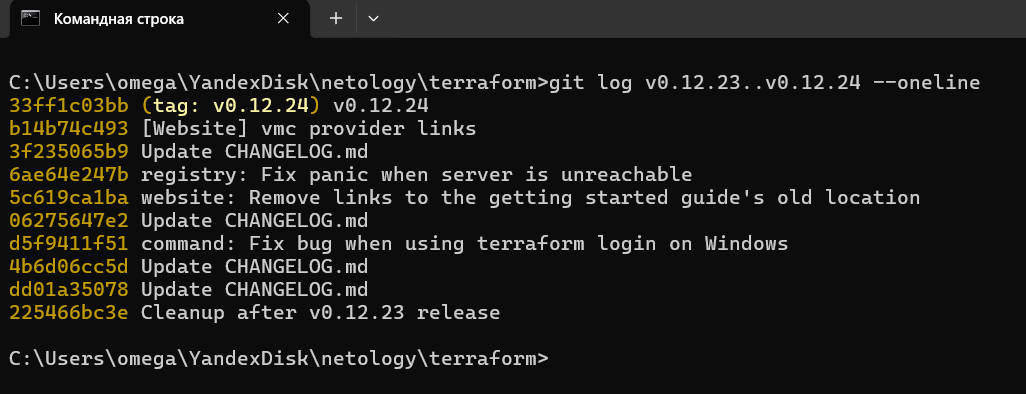 Командная строка
C:\Users\omega\YandexDisk\netology\terraform>git log v0.12.23..v0.12.24 --oneline
33ff1c03bb (tag: v0.12.24) v0.12.24
b14b74c493 [Website] vmc provider links
3f235065b9 Update CHANGELOG.md
6ae64e247b registry: Fix panic when server is unreachable
5c619ca1ba website: Remove links to the getting started guide's old location
06275647e2 Update CHANGELOG.md
d5f9411f51 command: Fix bug when using terraform login on Windows
4b6d06cc5d Update CHANGELOG.md
dd01a35078 Update CHANGELOG.md
225466bc3e Cleanup after v0.12.23 release
C:\Users\omega\YandexDisk\netology\terraform>